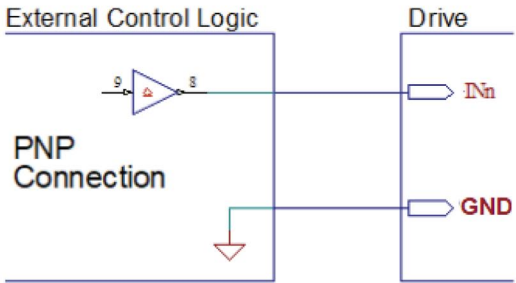 External Control Logic
Drive
9
8
INn
PNP
Connection
GND